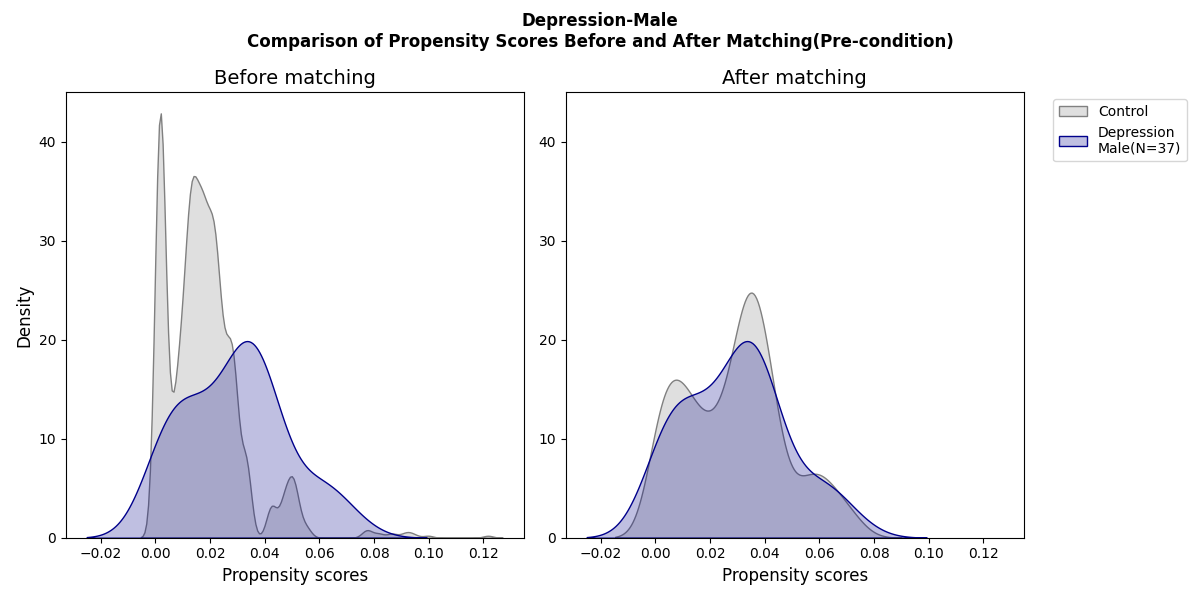 Depression-Male
Comparison of Propensity Scores Before and After Matching(Pre-condition)
Before matching
Density
40
30
20
10
0
−0.02 0.00 0.02 0.04 0.06 0.08 0.10 0.12
Propensity scores
After matching
40
30
20
10
0
−0.02 0.00 0.02 0.04 0.06 0.08 0.10 0.12
Propensity scores
Control
Depression
Male(N=37)